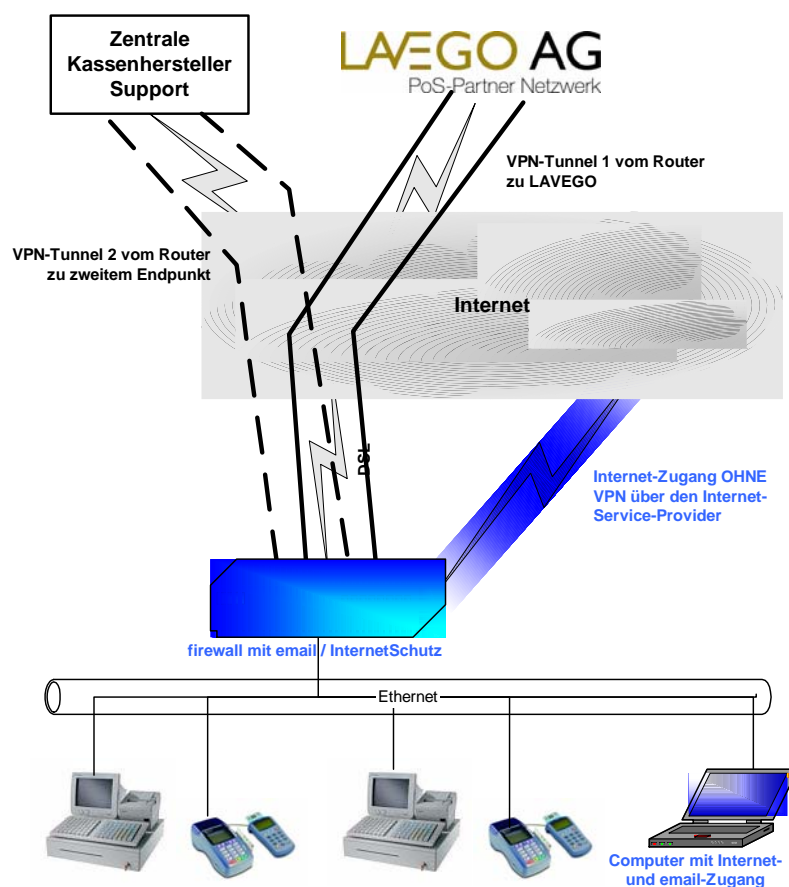 Zentrale
Kassenhersteller
Support
LAVEGO AG
PoS-Partner Netzwerk
VPN-Tunnel 1 vom Router
zu LAVEGO
VPN-Tunnel 2 vom Router
zu zweitem Endpunkt
Internet
DSL
Internet-Zugang OHNE
VPN über den Internet-
Service-Provider
firewall mit email / InternetSchutz
Ethernet
Computer mit Internet-
und email-Zugang